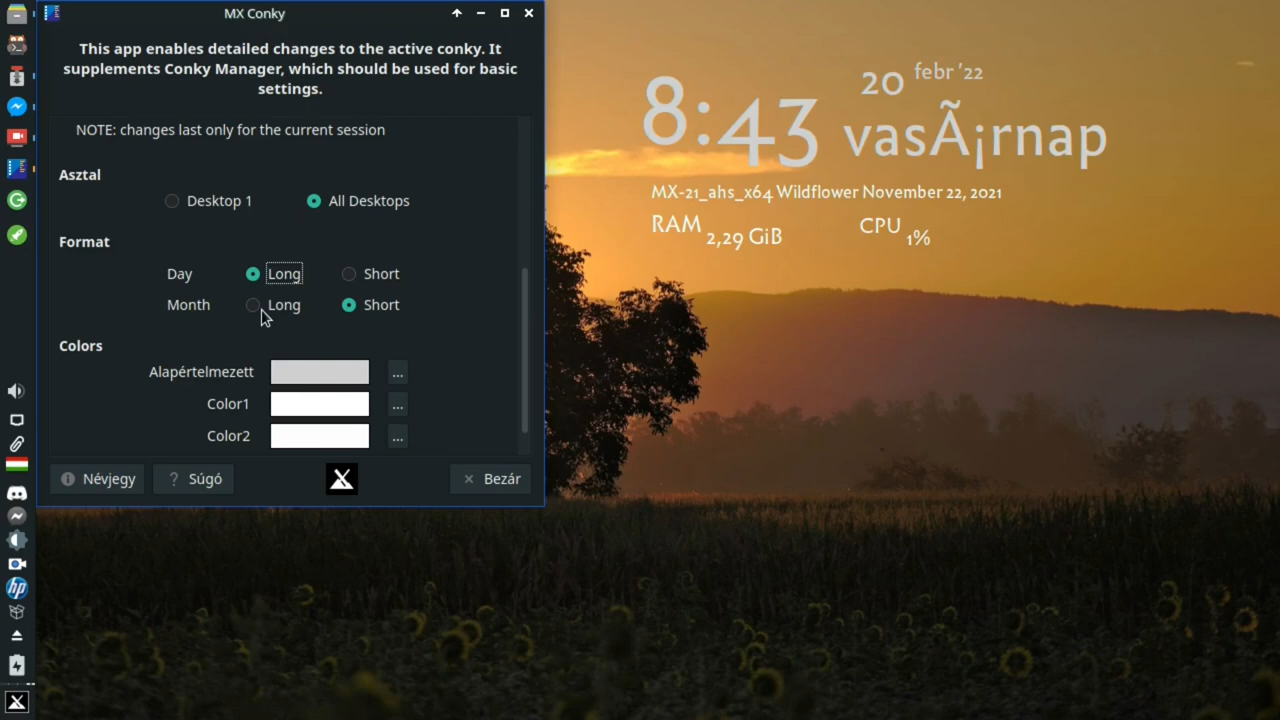 MX Conky
This app enables detailed changes to the active conky. It
supplements Conky Manager, which should be used for basic
settings.
NOTE: changes last only for the current session
Asztal
Desktop 1 All Desktops
Format
Day Long Short
Month Long Short
Colors
Alapértelmezett ...
Color1 ...
Color2 ...
Névjegy ? Súgó Bezár
8:43 20 febr '22
vasÃ¡rnap
MX-21_ahs_x64 Wildflower November 22, 2021
RAM 2,29 GiB CPU 1%
hp